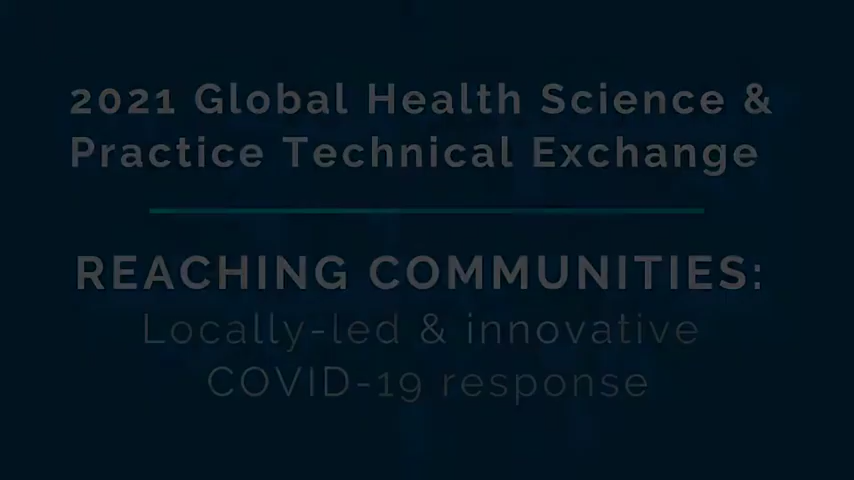 2021 Global Health Science &
Practice Technical Exchange
REACHING COMMUNITIES:
Locally-led & innovative
COVID-19 response